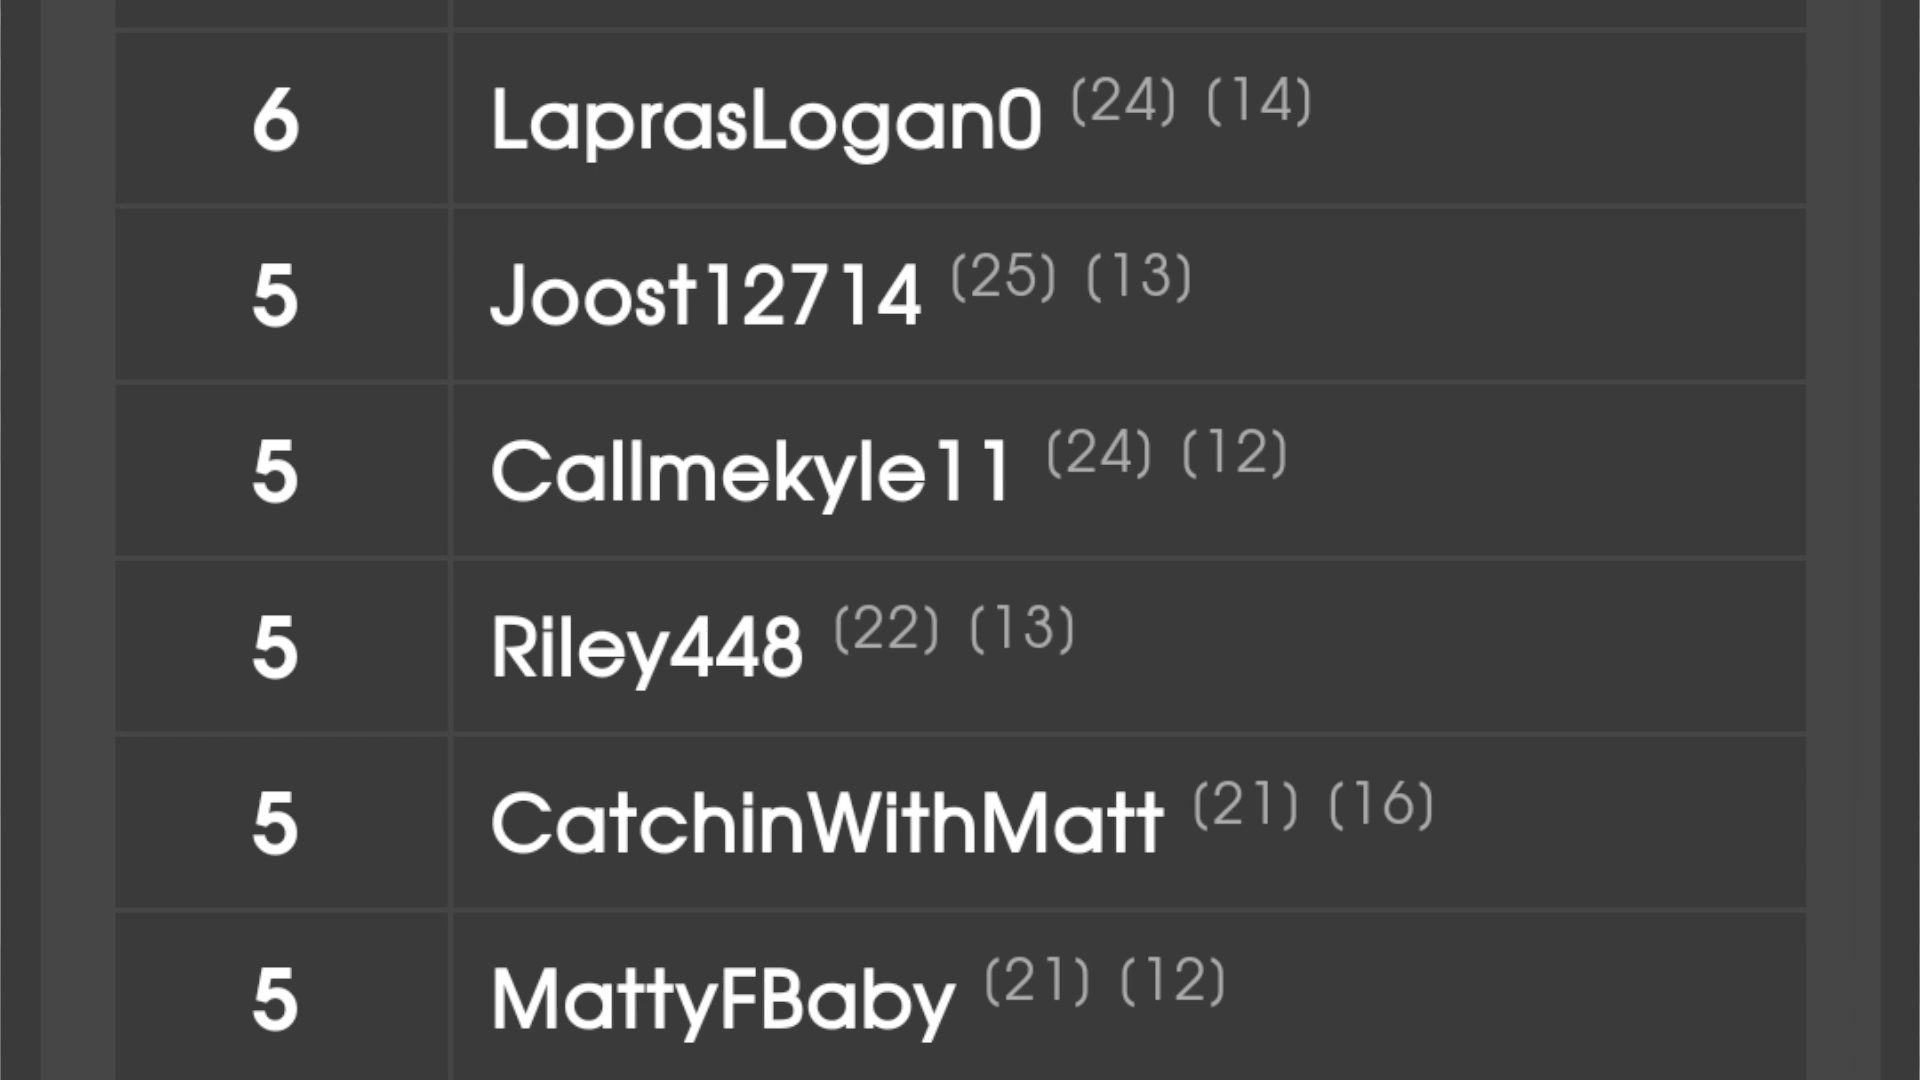 6 LaprasLogan0 (24) (14)
5 Joost12714 (25) (13)
5 Callmekyle11 (24) (12)
5 Riley448 (22) (13)
5 CatchinWithMatt (21) (16)
5 MattyFBaby (21) (12)